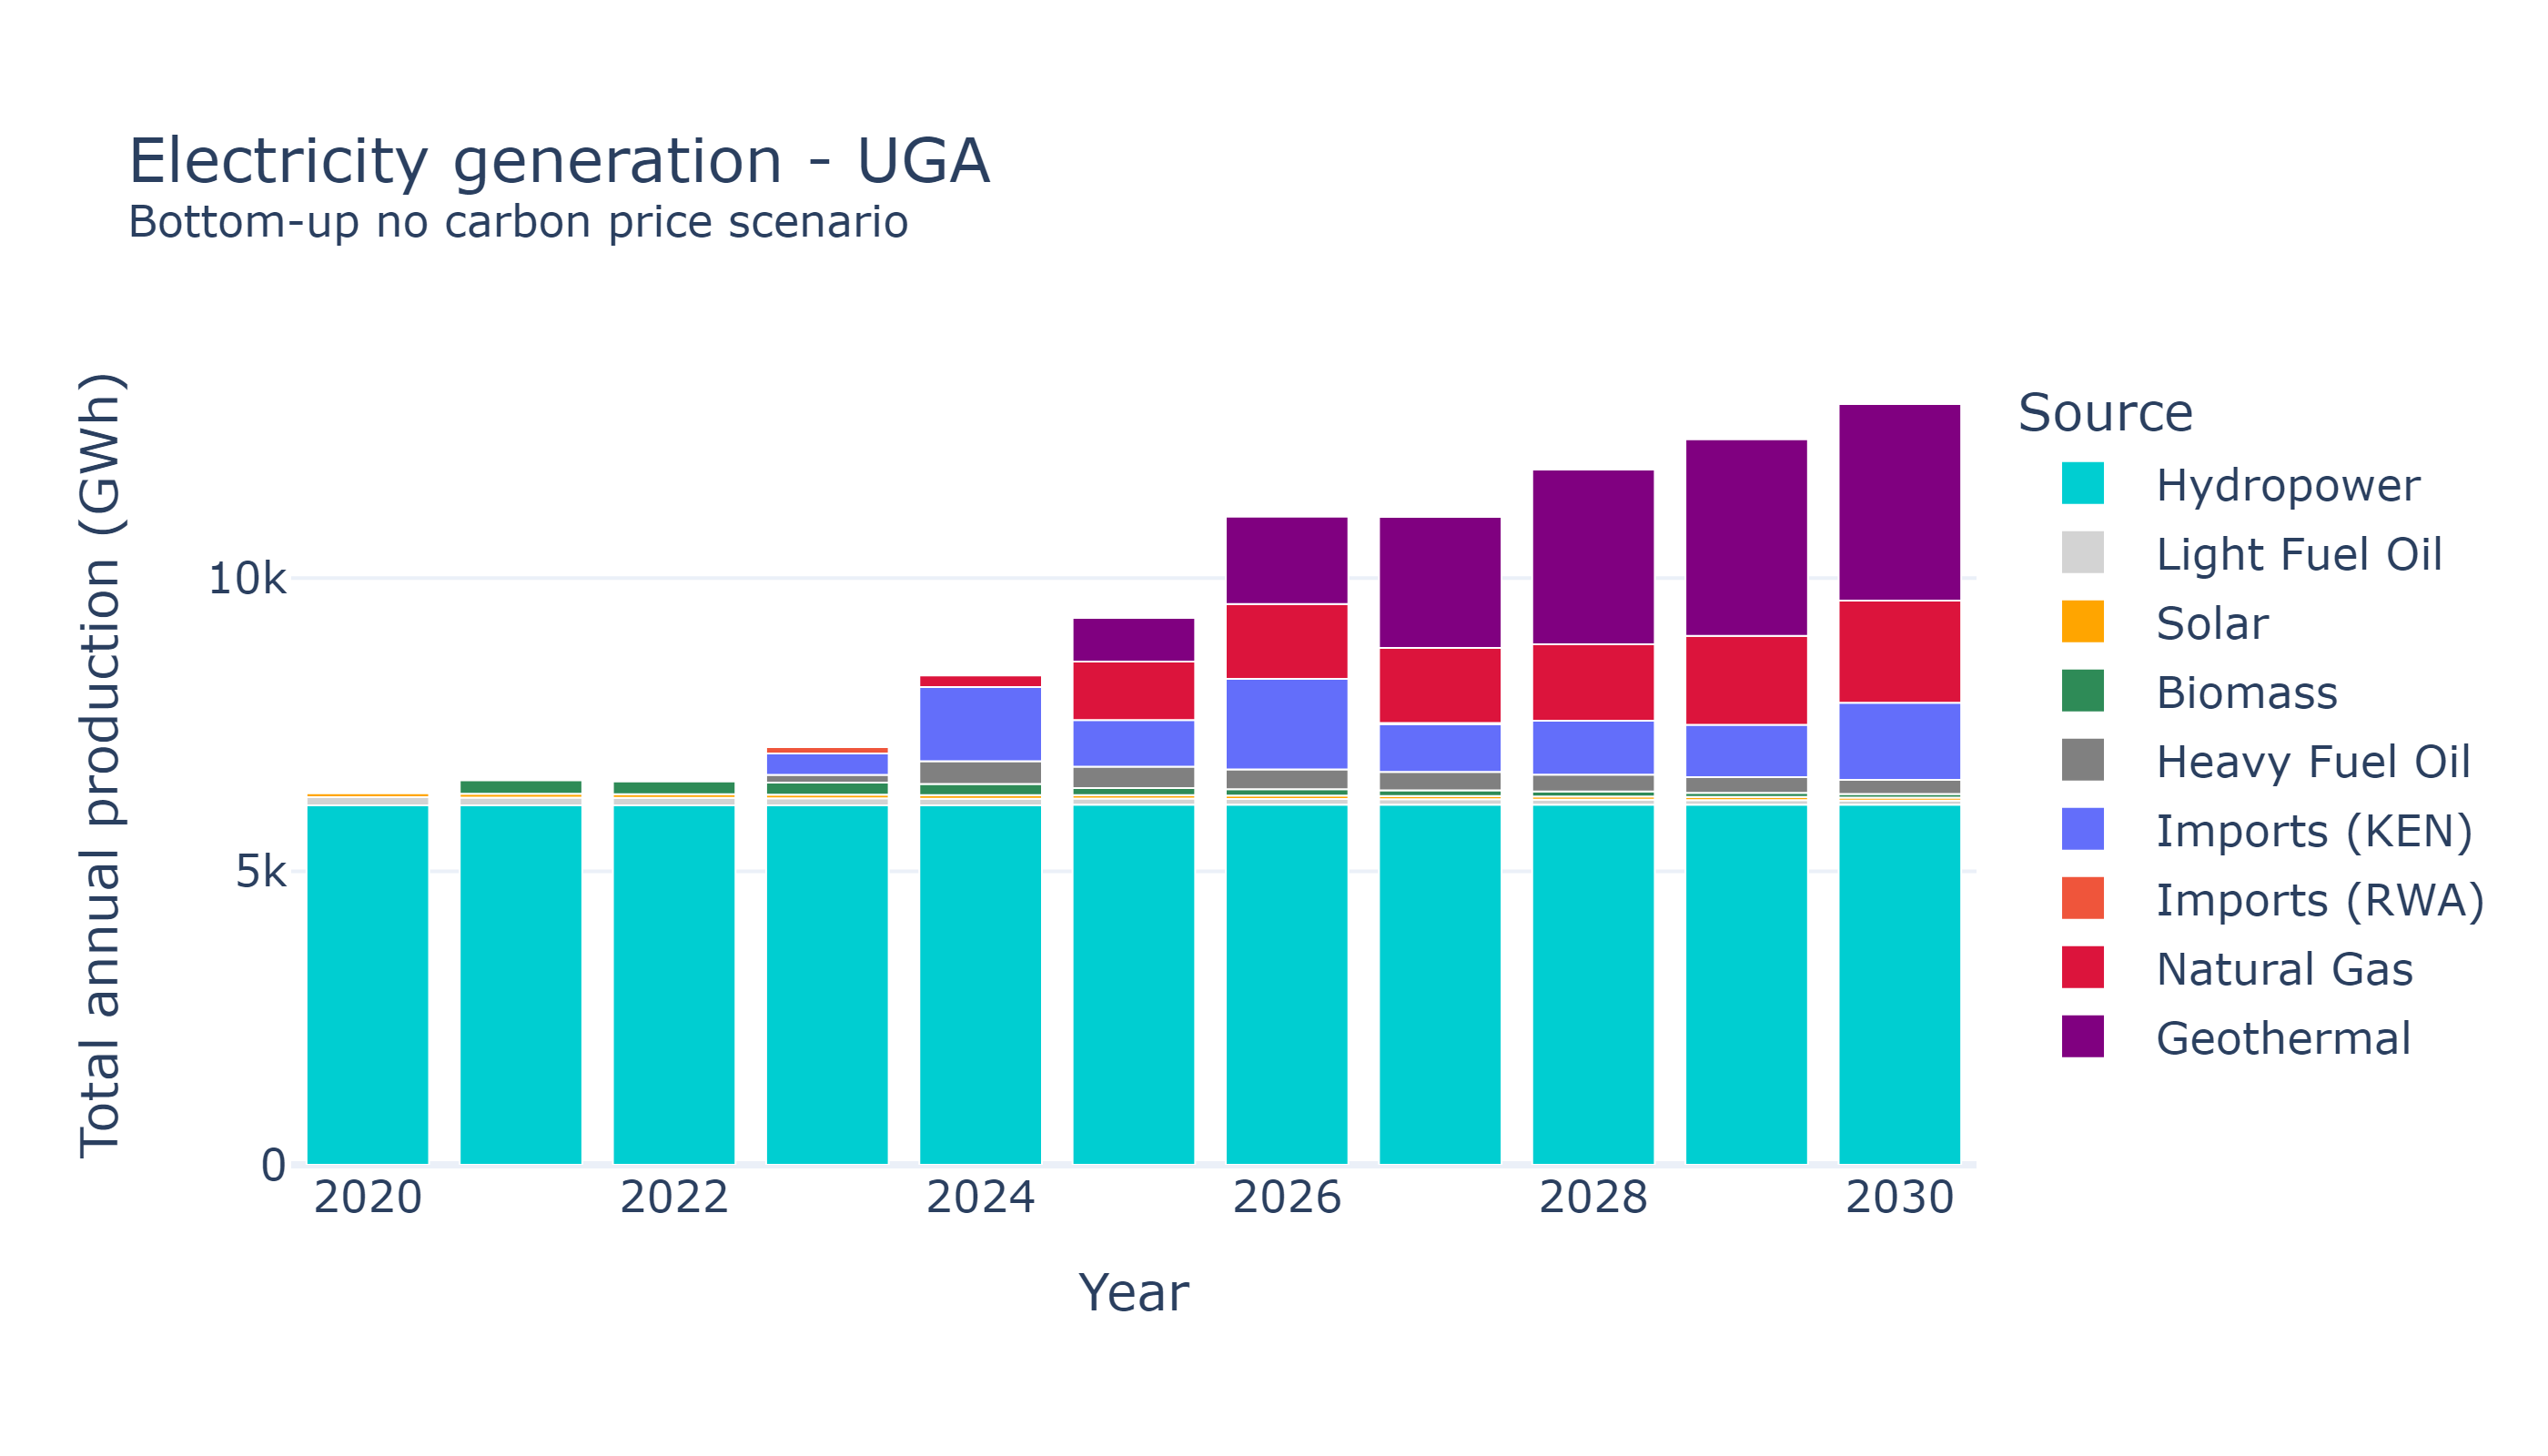 Electricity generation - UGA
Bottom-up no carbon price scenario
Total annual production (GWh)
10k
5k
0
2020
2022
2024
2026
2028
2030
Year
Source
Hydropower
Light Fuel Oil
Solar
Biomass
Heavy Fuel Oil
Imports (KEN)
Imports (RWA)
Natural Gas
Geothermal